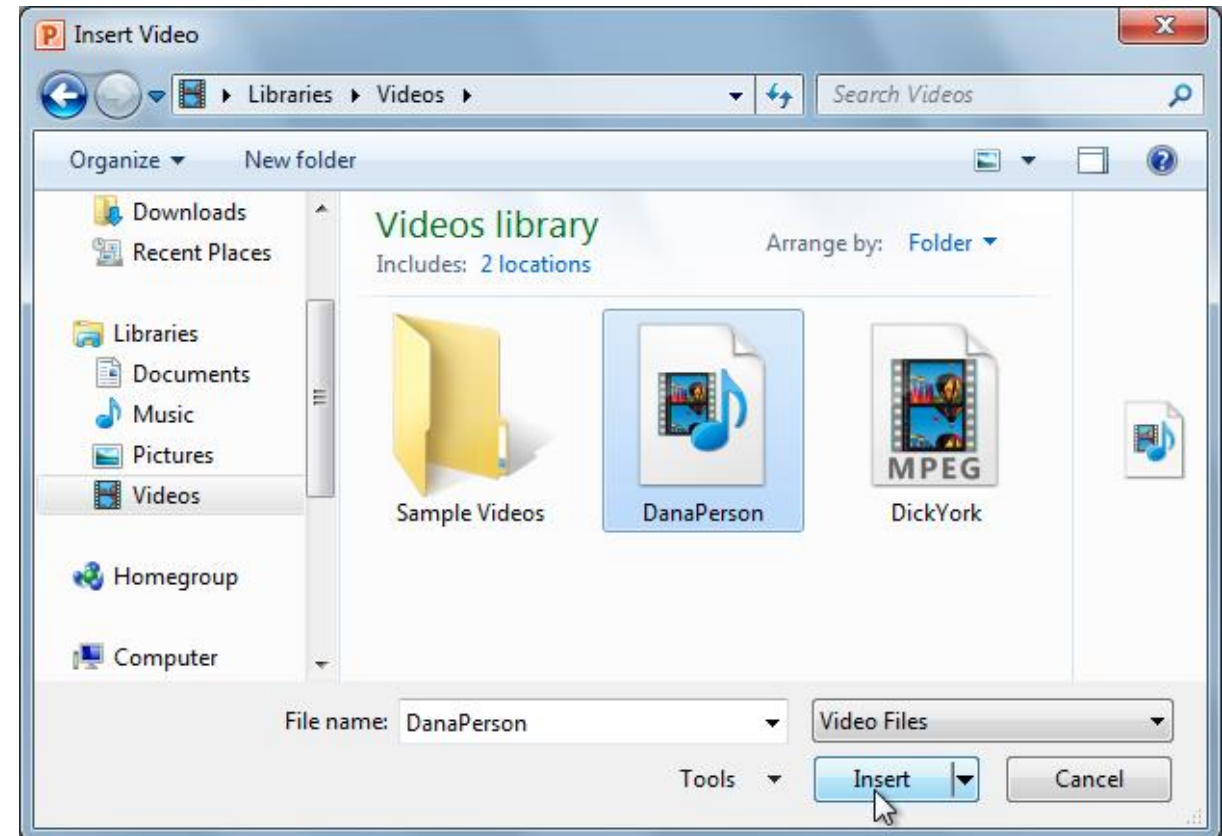 Insert Video
Libraries Videos
Search Videos
Organize New folder
Downloads
Recent Places
Libraries
Documents
Music
Pictures
Videos
Homegroup
Computer
Videos library
Includes: 2 locations
Arrange by: Folder
MPEG
Sample Videos DanaPerson DickYork
File name: DanaPerson Video Files
Tools Insert Cancel